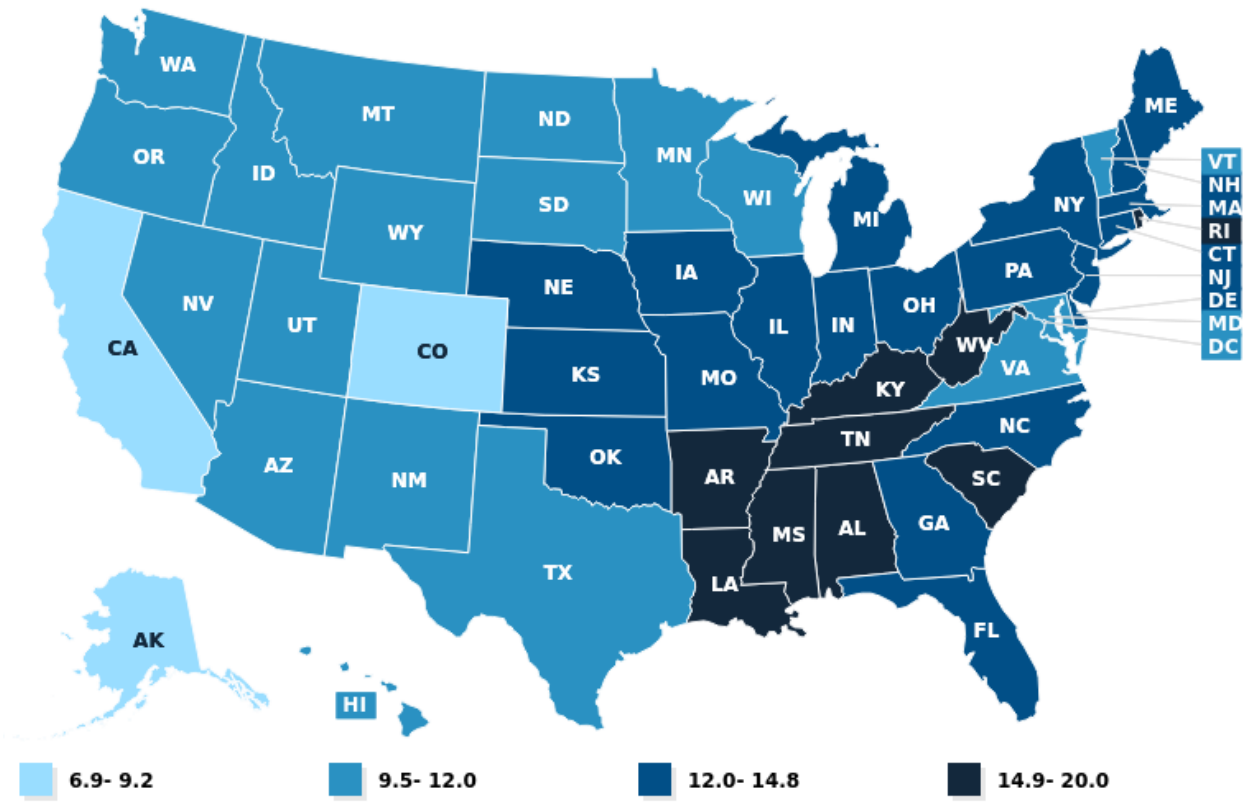 WA
ME
MT
ND
OR
MN
VT
ID
NH
WI
SD
NY
MA
MI
WY
RI
CT
PA
IA
NJ
NE
DE
NV
OH
UT
IL
IN
MD
CA
CO
WV
DC
VA
KS
MO
KY
NC
TN
OK
AZ
AR
SC
NM
GA
MS
AL
TX
LA
FL
AK
HI
6.9- 9.2
9.5- 12.0
12.0- 14.8
14.9- 20.0